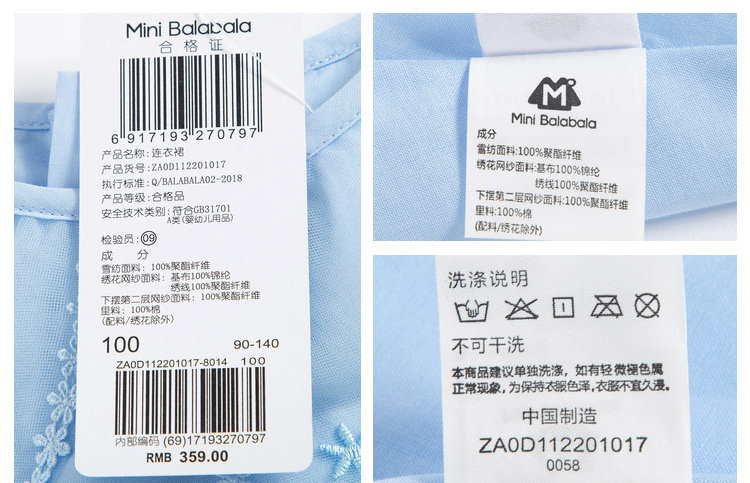 Mini Balabala
合格证
6 917193 270797
产品名称: 连衣裙
产品货号: ZA0D112201017
执行标准: Q/BALABALA02-2018
产品等级: 合格品
安全技术类别: 符合GB31701
A类(婴幼儿用品)
检验员: 09
成 分
雪纺面料: 100%聚酯纤维
绣花网纱面料: 基布100%锦纶
绣线100%聚酯纤维
下摆第二层网纱面料: 100%聚酯纤维
里料: 100%棉
(配料/绣花除外)
100 90-140
ZA0D112201017-8014 100
内部编码 (69)17193270797
RMB 359.00
Mini Balabala
成分
雪纺面料:100%聚酯纤维
绣花网纱面料:基布100%锦纶
绣线100%聚酯纤维
下摆第二层网纱面料:100%聚酯纤维
里料:100%棉
(配料/绣花除外)
洗涤说明
不可干洗
本商品建议单独洗涤，如有轻微褪色属
正常现象，为保持衣服色泽，衣服不宜久浸。
中国制造
ZA0D112201017
0058